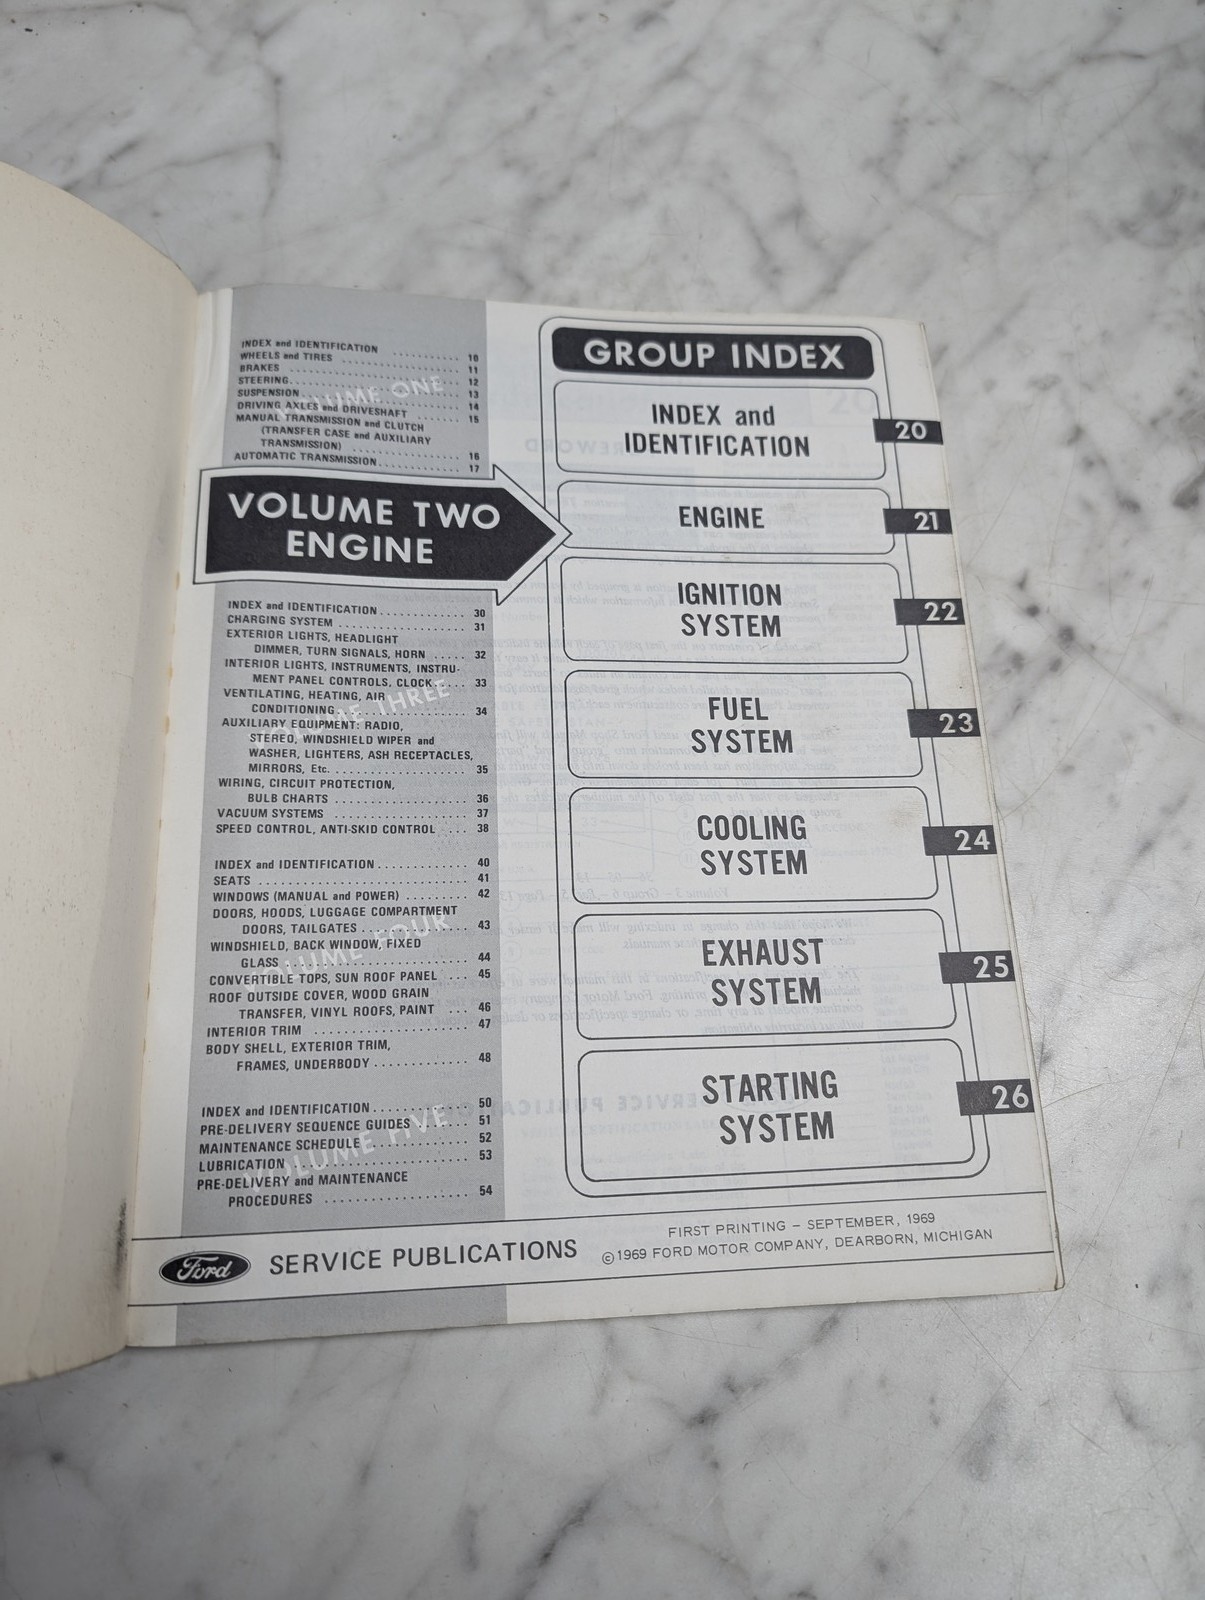 INDEX and IDENTIFICATION .......... 10
WHEELS and TIRES .......... 11
BRAKES .......... 12
STEERING .......... 13
SUSPENSION .......... 14
DRIVING AXLES and DRIVESHAFT .......... 15
MANUAL TRANSMISSION and CLUTCH
(TRANSFER CASE and AUXILIARY
TRANSMISSION) .......... 16
AUTOMATIC TRANSMISSION .......... 17
VOLUME ONE
VOLUME TWO
ENGINE
INDEX and IDENTIFICATION .......... 30
CHARGING SYSTEM .......... 31
EXTERIOR LIGHTS, HEADLIGHT
DIMMER, TURN SIGNALS, HORN ..... 32
INTERIOR LIGHTS, INSTRUMENTS, INSTRU-
MENT PANEL CONTROLS, CLOCK .... 33
VENTILATING, HEATING, AIR
CONDITIONING .......... 34
AUXILIARY EQUIPMENT: RADIO,
STEREO, WINDSHIELD WIPER and
WASHER, LIGHTERS, ASH RECEPTACLES,
MIRRORS, Etc. .......... 35
WIRING, CIRCUIT PROTECTION,
BULB CHARTS .......... 36
VACUUM SYSTEMS .......... 37
SPEED CONTROL, ANTI-SKID CONTROL .... 38
VOLUME THREE
INDEX and IDENTIFICATION .......... 40
SEATS .......... 41
WINDOWS (MANUAL and POWER) .......... 42
DOORS, HOODS, LUGGAGE COMPARTMENT
DOORS, TAILGATES .......... 43
WINDSHIELD, BACK WINDOW, FIXED
GLASS .......... 44
CONVERTIBLE TOPS, SUN ROOF PANEL .... 45
ROOF OUTSIDE COVER, WOOD GRAIN
TRANSFER, VINYL ROOFS, PAINT ... 46
INTERIOR TRIM .......... 47
BODY SHELL, EXTERIOR TRIM,
FRAMES, UNDERBODY .......... 48
VOLUME FOUR
INDEX and IDENTIFICATION .......... 50
PRE-DELIVERY SEQUENCE GUIDES ....... 51
MAINTENANCE SCHEDULE .......... 52
LUBRICATION .......... 53
PRE-DELIVERY and MAINTENANCE
PROCEDURES .......... 54
VOLUME FIVE
GROUP INDEX
INDEX and
IDENTIFICATION
20
ENGINE
21
IGNITION
SYSTEM
22
FUEL
SYSTEM
23
COOLING
SYSTEM
24
EXHAUST
SYSTEM
25
STARTING
SYSTEM
26
Ford SERVICE PUBLICATIONS
FIRST PRINTING – SEPTEMBER, 1969
©1969 FORD MOTOR COMPANY, DEARBORN, MICHIGAN